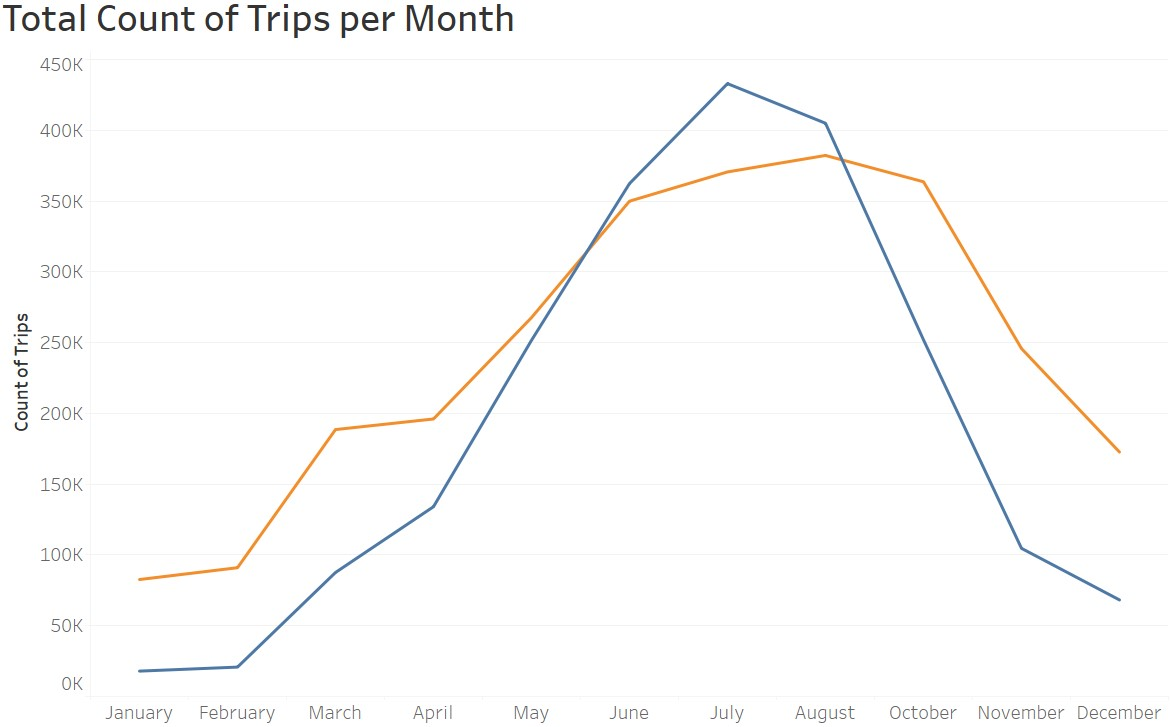 Total Count of Trips per Month
450K
400K
350K
300K
250K
200K
150K
100K
50K
0K
Count of Trips
January February March April May June July August October November December